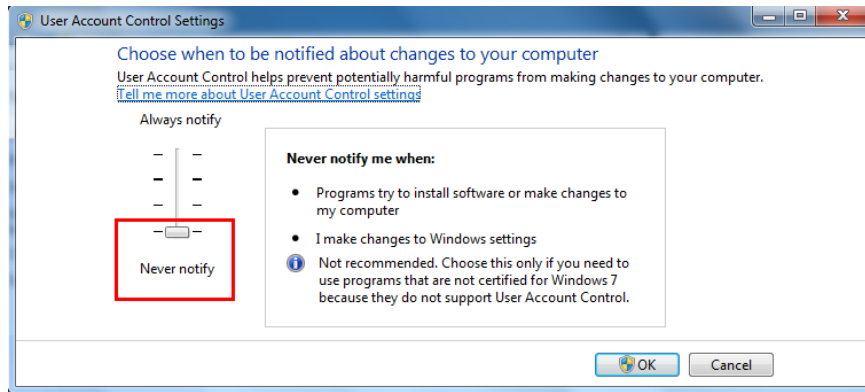 User Account Control Settings
Choose when to be notified about changes to your computer
User Account Control helps prevent potentially harmful programs from making changes to your computer.
Tell me more about User Account Control settings
Always notify
Never notify me when:
Programs try to install software or make changes to
my computer
I make changes to Windows settings
Never notify
Not recommended. Choose this only if you need to
use programs that are not certified for Windows 7
because they do not support User Account Control.
OK
Cancel